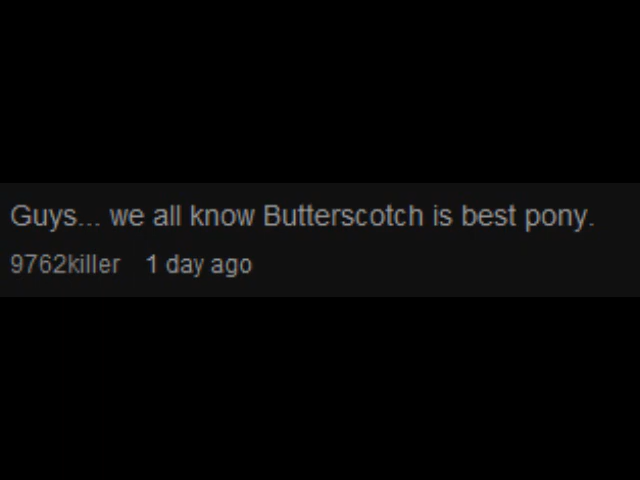 Guys... we all know Butterscotch is best pony.
9762killer 1 day ago